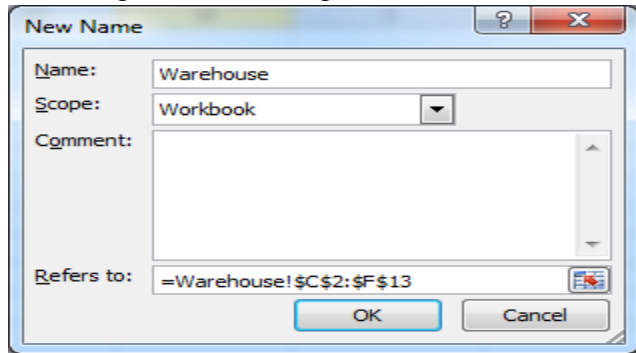 New Name
Name: Warehouse
Scope: Workbook
Comment:
Refers to: =Warehouse!$C$2:$F$13
OK Cancel